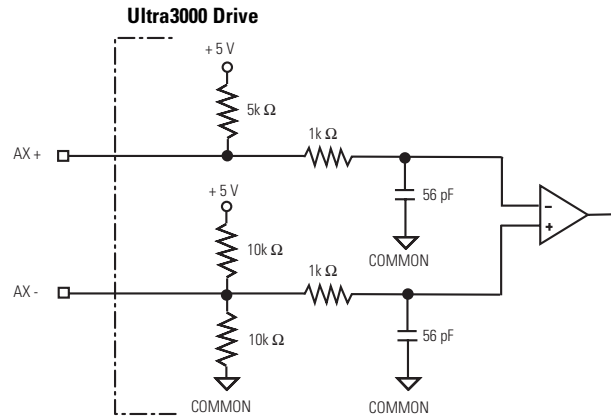 Ultra3000 Drive
+ 5 V
5k Ω
1k Ω
AX +
56 pF
+ 5 V
COMMON
10k Ω
1k Ω
AX -
10k Ω
56 pF
COMMON
COMMON
-
+